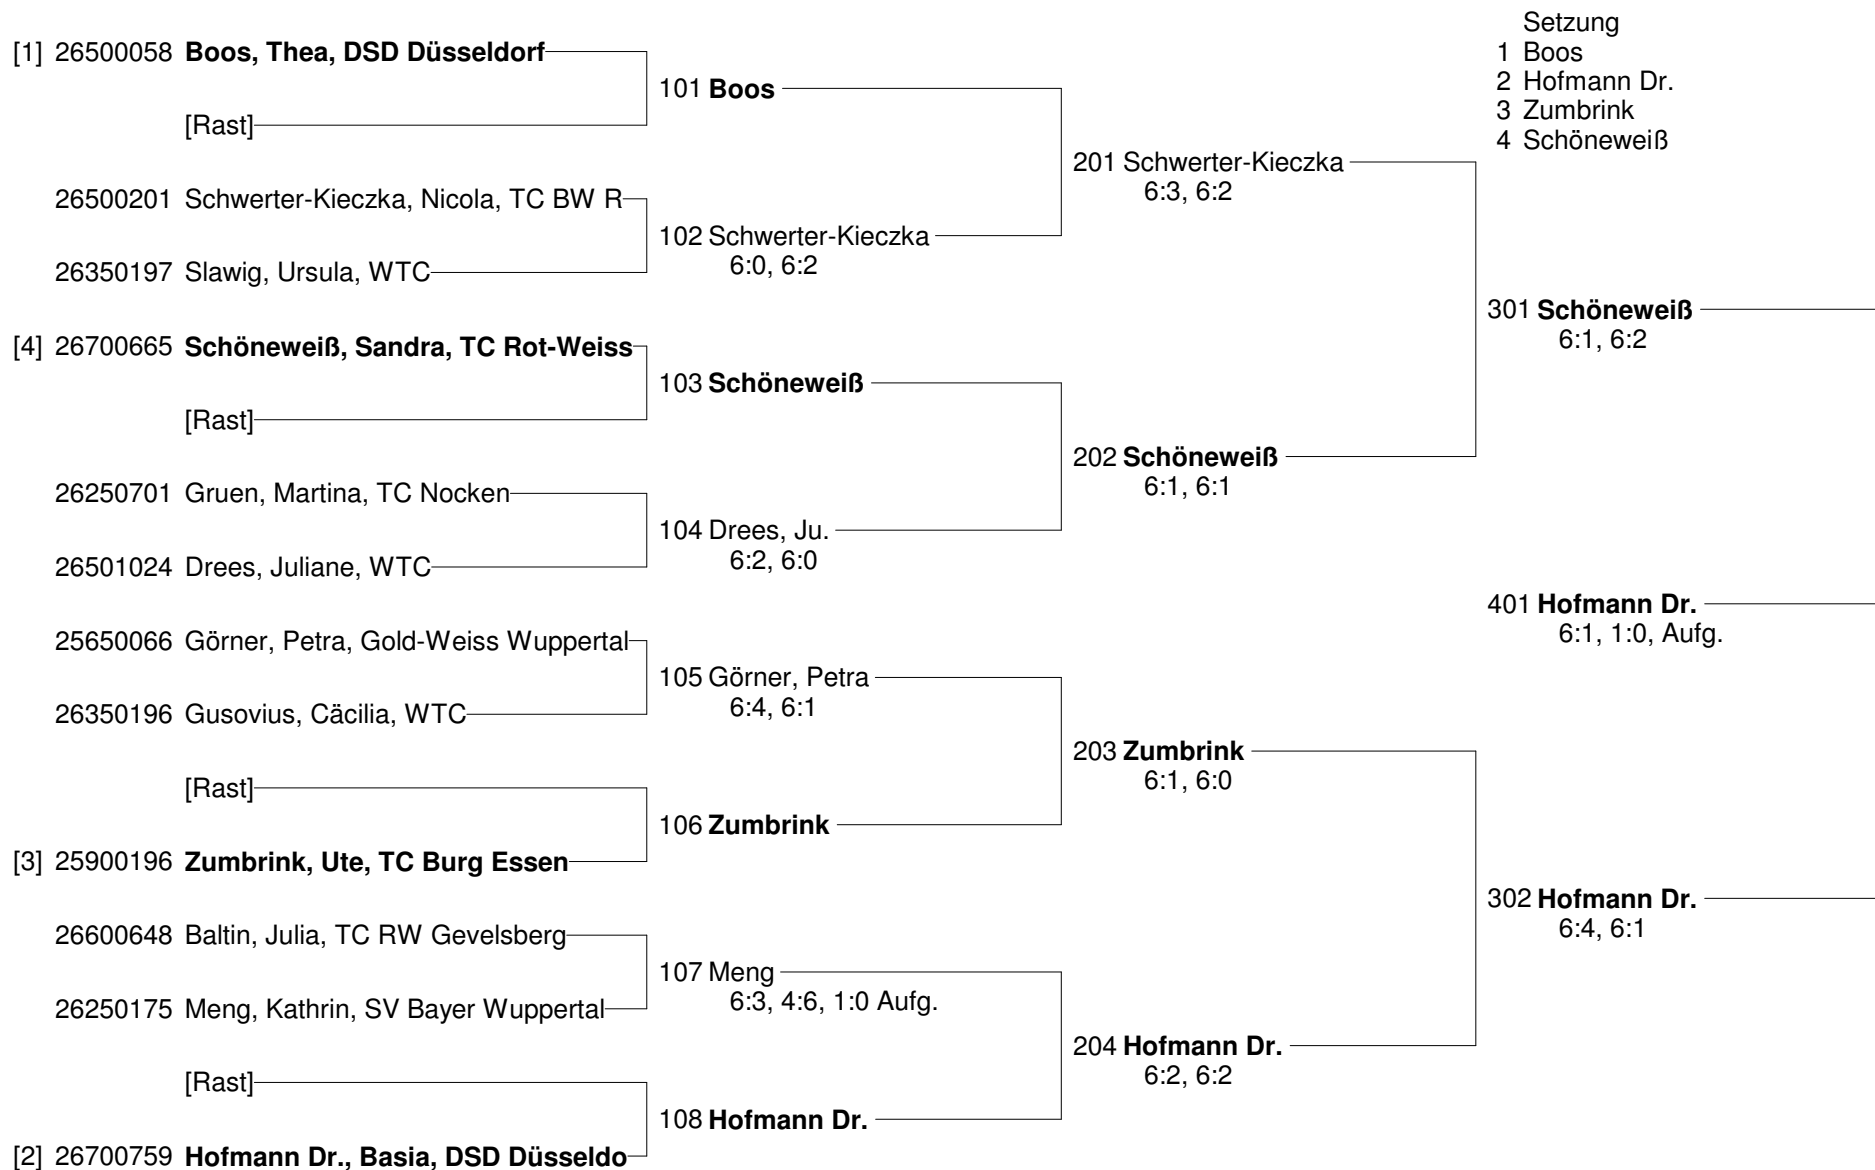 Setzung
1 Boos
2 Hofmann Dr.
3 Zumbrink
4 Schöneweiß
[1] 26500058 Boos, Thea, DSD Düsseldorf
[Rast]
26500201 Schwerter-Kieczka, Nicola, TC BW R
26350197 Slawig, Ursula, WTC
[4] 26700665 Schöneweiß, Sandra, TC Rot-Weiss
[Rast]
26250701 Gruen, Martina, TC Nocken
26501024 Drees, Juliane, WTC
25650066 Görner, Petra, Gold-Weiss Wuppertal
26350196 Gusovius, Cäcilia, WTC
[Rast]
[3] 25900196 Zumbrink, Ute, TC Burg Essen
26600648 Baltin, Julia, TC RW Gevelsberg
26250175 Meng, Kathrin, SV Bayer Wuppertal
[Rast]
[2] 26700759 Hofmann Dr., Basia, DSD Düsseldo
101 Boos
102 Schwerter-Kieczka
6:0, 6:2
103 Schöneweiß
104 Drees, Ju.
6:2, 6:0
105 Görner, Petra
6:4, 6:1
106 Zumbrink
107 Meng
6:3, 4:6, 1:0 Aufg.
108 Hofmann Dr.
201 Schwerter-Kieczka
6:3, 6:2
202 Schöneweiß
6:1, 6:1
203 Zumbrink
6:1, 6:0
204 Hofmann Dr.
6:2, 6:2
301 Schöneweiß
6:1, 6:2
401 Hofmann Dr.
6:1, 1:0, Aufg.
302 Hofmann Dr.
6:4, 6:1